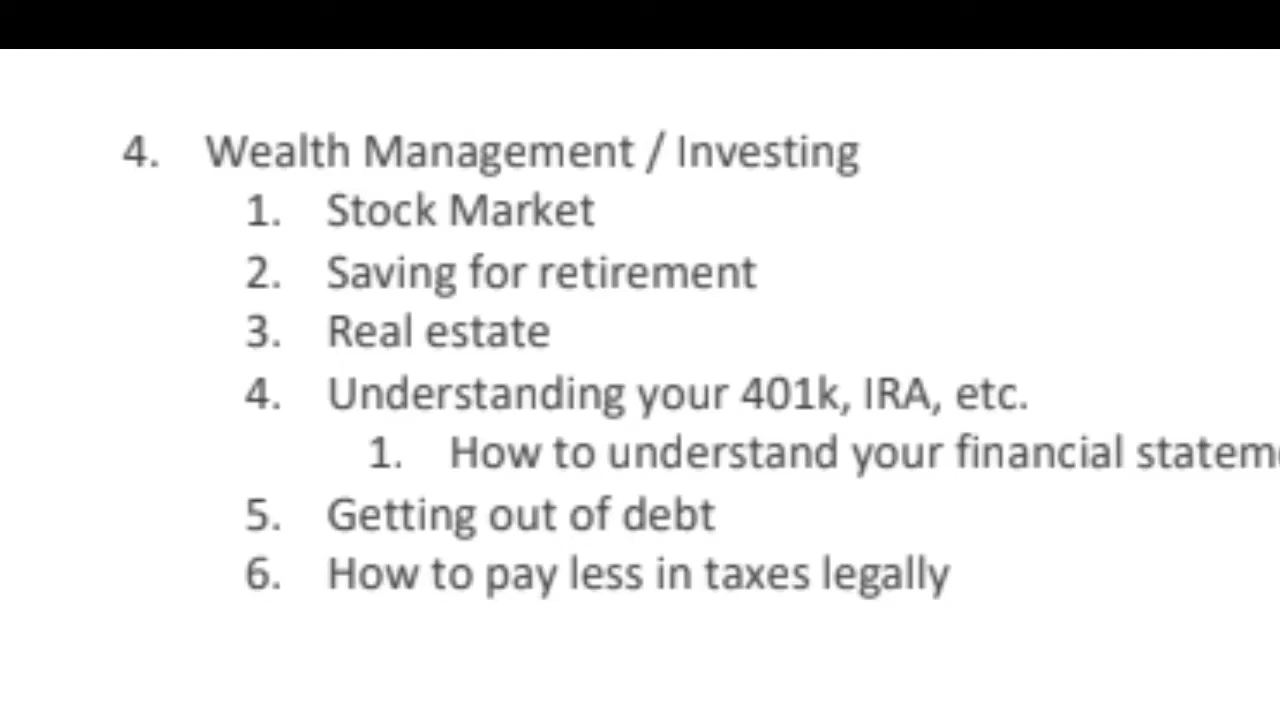 4. Wealth Management / Investing
1. Stock Market
2. Saving for retirement
3. Real estate
4. Understanding your 401k, IRA, etc.
1. How to understand your financial
5. Getting out of debt
6. How to pay less in taxes legally